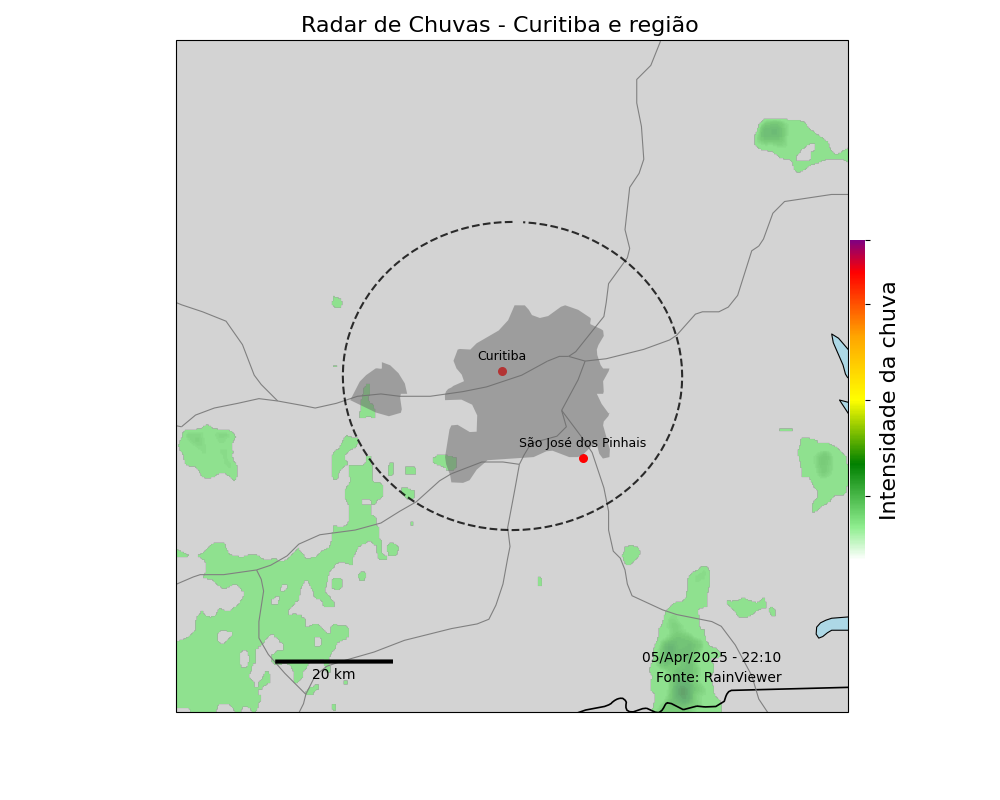 Radar de Chuvas - Curitiba e região
Curitiba
São José dos Pinhais
Intensidade da chuva
05/Apr/2025 - 22:10
Fonte: RainViewer
20 km